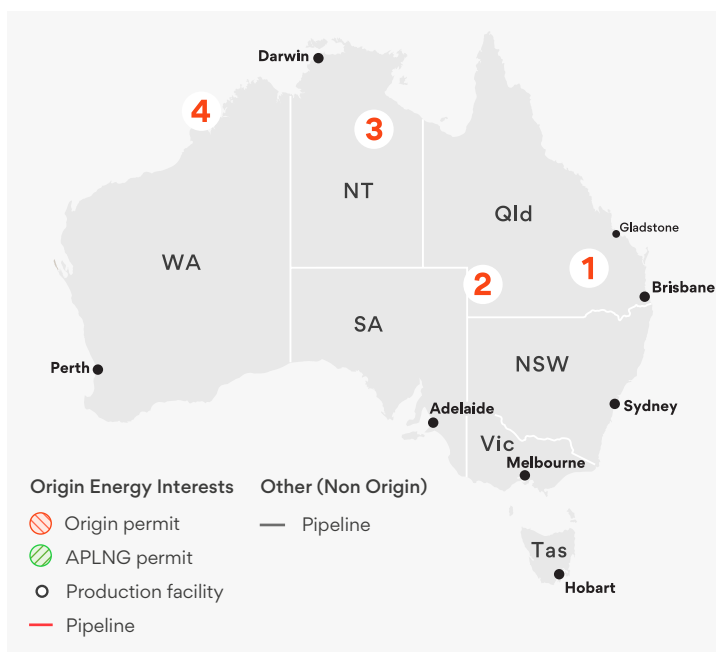 Darwin
4
3
NT
Qld
Gladstone
WA
1
2
Brisbane
SA
Perth
NSW
Adelaide
Sydney
Vic
Melbourne
Origin Energy Interests
Other (Non Origin)
Origin permit
Pipeline
APLNG permit
Tas
Production facility
Hobart
Pipeline